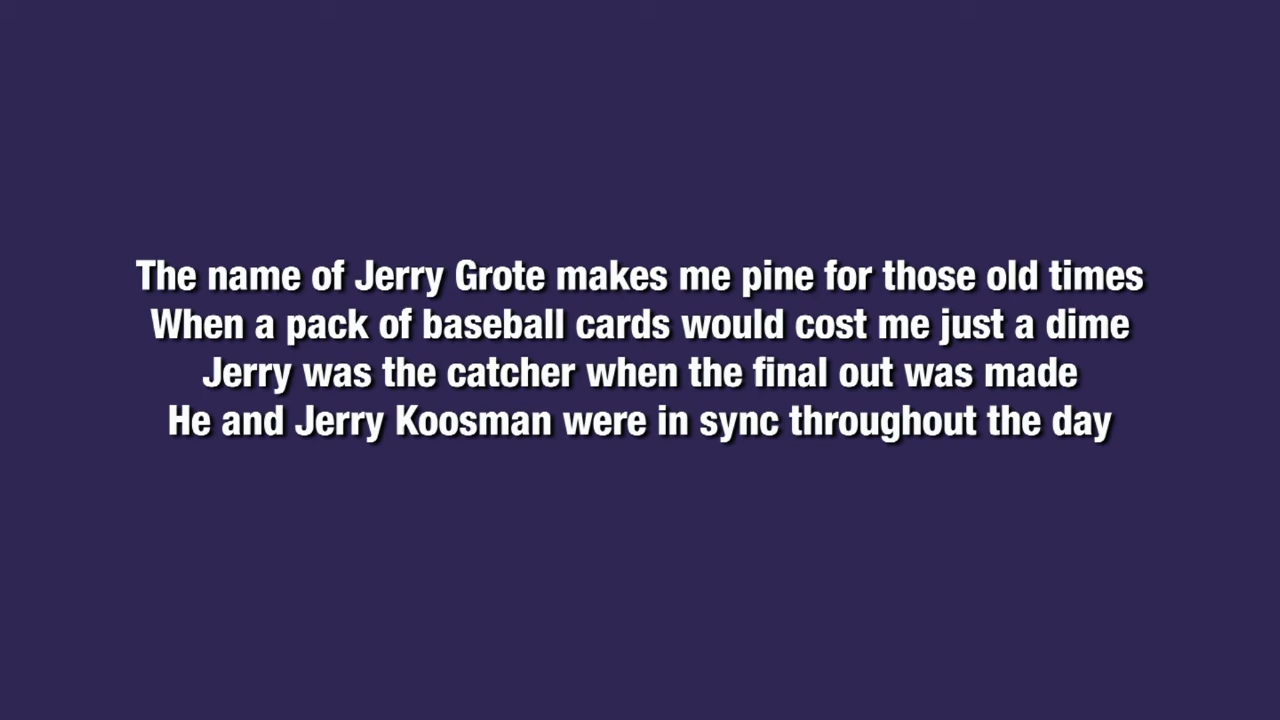 The name of Jerry Grote makes me pine for those old times
When a pack of baseball cards would cost me just a dime
Jerry was the catcher when the final out was made
He and Jerry Koosman were in sync throughout the day